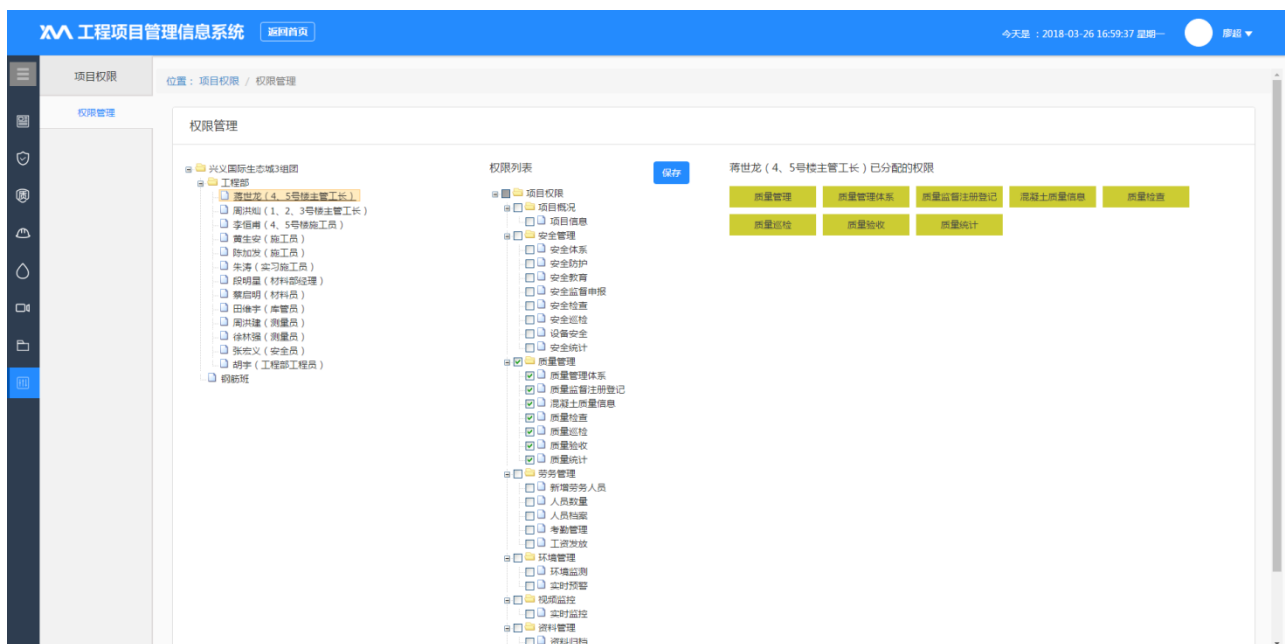 工程项目管理信息系统 返回首页 今天是 ：2018-03-26 16:59:37 星期一 廖超
项目权限
权限管理
位置： 项目权限 / 权限管理
权限管理
兴义国际生态城3组团
工程部
蒋世龙（4、5号楼主管工长）
周洪灿（1、2、3号楼主管工长）
李恒甫（4、5号楼施工员）
黄生安（施工员）
陈加发（施工员）
朱涛（实习施工员）
段明星（材料部经理）
蔡启明（材料员）
田维宇（库管员）
周洪建（测量员）
徐林强（测量员）
张宏义（安全员）
胡宇（工程部工程员）
钢筋班
权限列表 保存
项目权限
项目概况
项目信息
安全管理
安全体系
安全防护
安全教育
安全监督申报
安全检查
安全巡检
设备安全
安全统计
质量管理
质量管理体系
质量监督注册登记
混凝土质量信息
质量检查
质量巡检
质量验收
质量统计
劳务管理
新增劳务人员
人员数量
人员档案
考勤管理
工资发放
环境管理
环境监测
实时预警
视频监控
实时监控
资料管理
资料归档
蒋世龙（4、5号楼主管工长）已分配的权限
质量管理 质量管理体系 质量监督注册登记 混凝土质量信息 质量检查
质量巡检 质量验收 质量统计